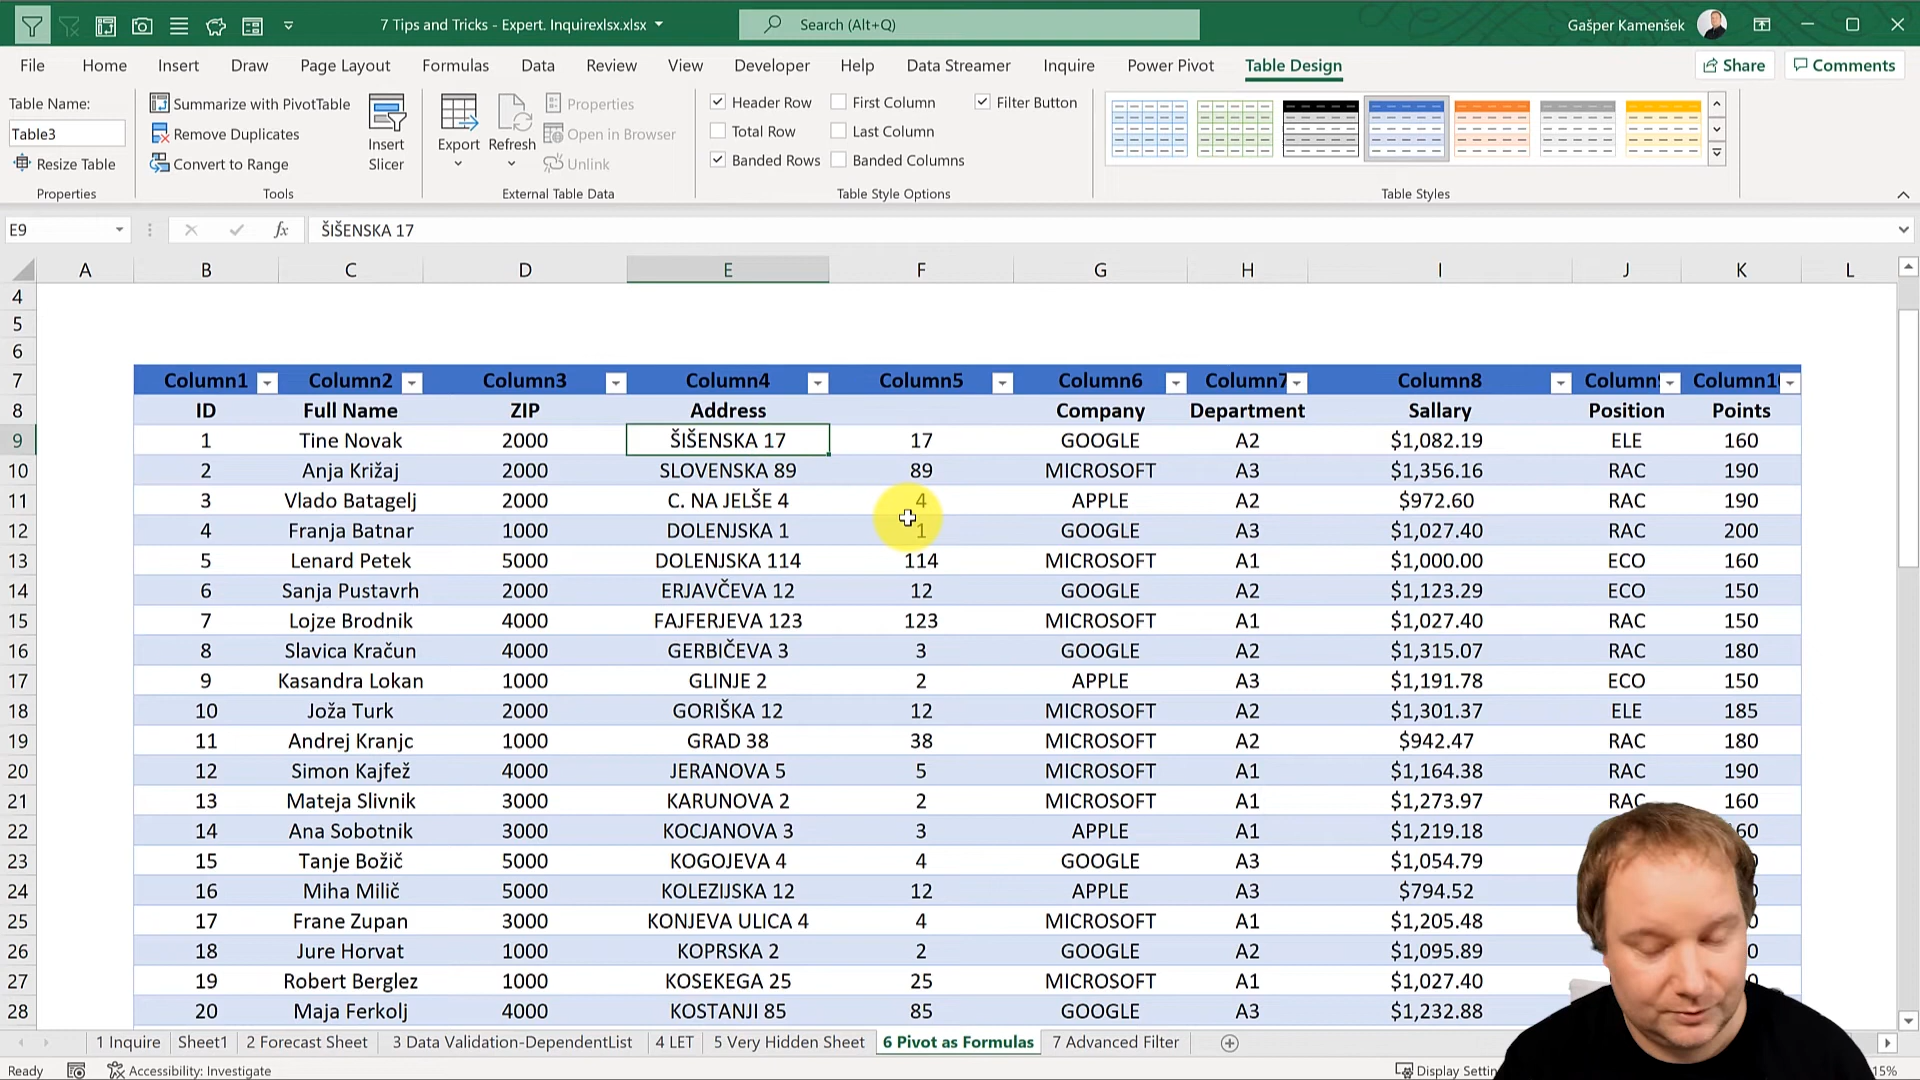 7 Tips and Tricks - Expert. Inquirexlsx.xlsx
Search (Alt+Q)
Gašper Kamenšek
File Home Insert Draw Page Layout Formulas Data Review View Developer Help Data Streamer Inquire Power Pivot Table Design Share Comments
Table Name:
Table3
Resize Table
Properties
Summarize with PivotTable
Remove Duplicates
Convert to Range
Insert Slicer
Tools
Export
Refresh
Properties
Open in Browser
Unlink
External Table Data
Header Row First Column Filter Button
Total Row Last Column
Banded Rows Banded Columns
Table Style Options
Table Styles
E9 fx ŠIŠENSKA 17
A B C D E F G H I J K L
4
5
6
7 Column1 Column2 Column3 Column4 Column5 Column6 Column7 Column8 Column Column1
8 ID Full Name ZIP Address Company Department Sallary Position Points
9 1 Tine Novak 2000 ŠIŠENSKA 17 17 GOOGLE A2 $1,082.19 ELE 160
10 2 Anja Križaj 2000 SLOVENSKA 89 89 MICROSOFT A3 $1,356.16 RAC 190
11 3 Vlado Batagelj 2000 C. NA JELŠE 4 4 APPLE A2 $972.60 RAC 190
12 4 Franja Batnar 1000 DOLENJSKA 1 1 GOOGLE A3 $1,027.40 RAC 200
13 5 Lenard Petek 5000 DOLENJSKA 114 114 MICROSOFT A1 $1,000.00 ECO 160
14 6 Sanja Pustavrh 2000 ERJAVČEVA 12 12 GOOGLE A2 $1,123.29 ECO 150
15 7 Lojze Brodnik 4000 FAJFERJEVA 123 123 MICROSOFT A1 $1,027.40 RAC 150
16 8 Slavica Kračun 4000 GERBIČEVA 3 3 GOOGLE A2 $1,315.07 RAC 180
17 9 Kasandra Lokan 1000 GLINJE 2 2 APPLE A3 $1,191.78 ECO 150
18 10 Joža Turk 2000 GORIŠKA 12 12 MICROSOFT A2 $1,301.37 ELE 185
19 11 Andrej Kranjc 1000 GRAD 38 38 MICROSOFT A2 $942.47 RAC 180
20 12 Simon Kajfež 4000 JERANOVA 5 5 MICROSOFT A1 $1,164.38 RAC 190
21 13 Mateja Slivnik 3000 KARUNOVA 2 2 MICROSOFT A1 $1,273.97 RAC 160
22 14 Ana Sobotnik 3000 KOCJANOVA 3 3 APPLE A1 $1,219.18
23 15 Tanje Božič 5000 KOGOJEVA 4 4 GOOGLE A3 $1,054.79
24 16 Miha Milič 5000 KOLEZIJSKA 12 12 APPLE A3 $794.52
25 17 Frane Zupan 3000 KONJEVA ULICA 4 4 MICROSOFT A1 $1,205.48
26 18 Jure Horvat 1000 KOPRSKA 2 2 GOOGLE A2 $1,095.89
27 19 Robert Berglez 1000 KOSEKEGA 25 25 MICROSOFT A1 $1,027.40
28 20 Maja Ferkolj 4000 KOSTANJI 85 85 GOOGLE A3 $1,232.88
1 Inquire Sheet1 2 Forecast Sheet 3 Data Validation-DependentList 4 LET 5 Very Hidden Sheet 6 Pivot as Formulas 7 Advanced Filter
Ready Accessibility: Investigate Display